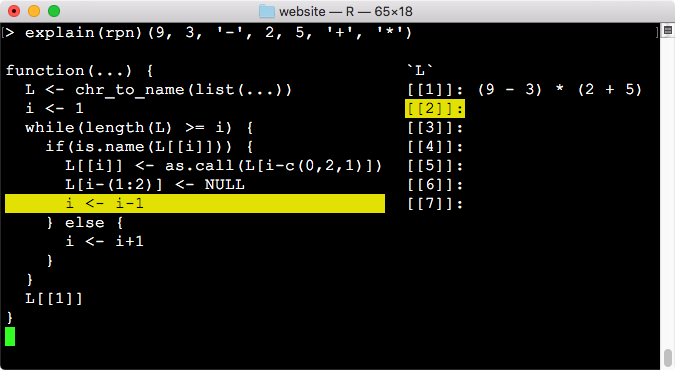 website — R — 65×18
> explain(rpn)(9, 3, '-', 2, 5, '+', '*')
function(...) { `L`
  L <- chr_to_name(list(...)) [[1]]: (9 - 3) * (2 + 5)
  i <- 1 [[2]]:
  while(length(L) >= i) { [[3]]:
    if(is.name(L[[i]])) { [[4]]:
      L[[i]] <- as.call(L[i-c(0,2,1)]) [[5]]:
      L[i-(1:2)] <- NULL [[6]]:
      i <- i-1 [[7]]:
    } else {
      i <- i+1
    }
  }
  L[[1]]
}